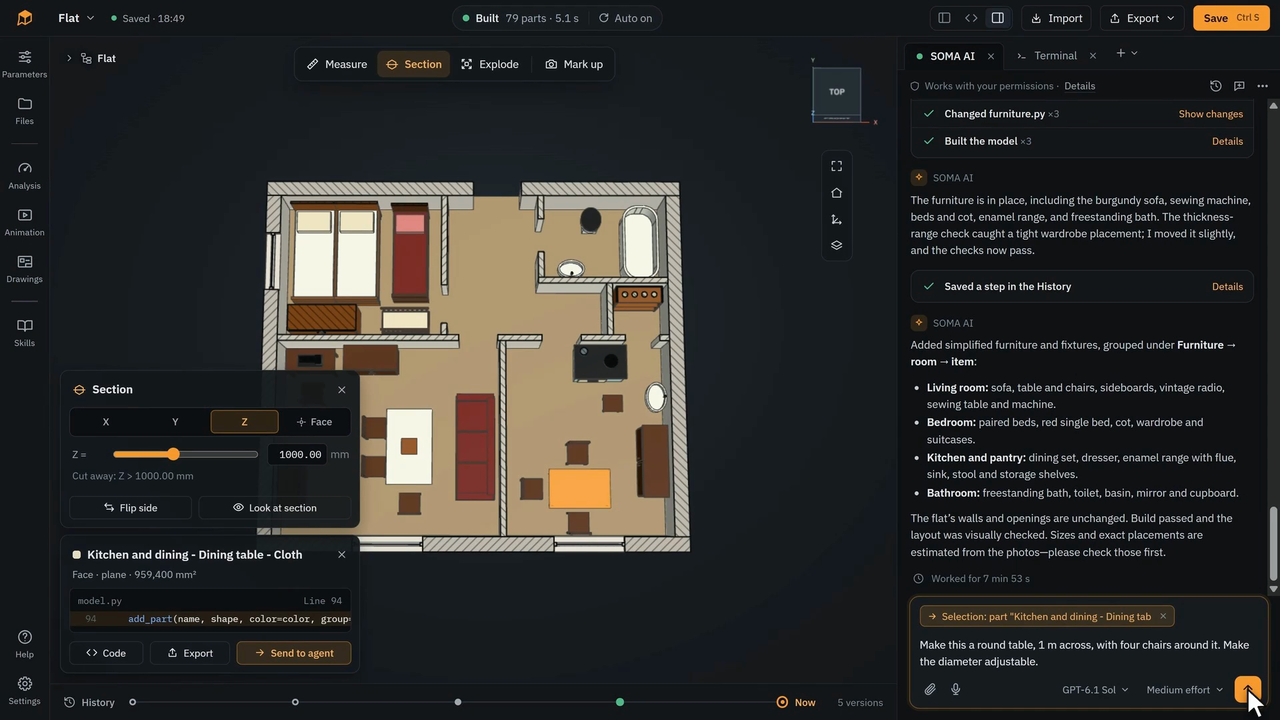 Flat
Saved · 18:49
Built 79 parts · 5.1 s
Auto on
Import
Export
Save Ctrl S
Parameters
Files
Analysis
Animation
Drawings
Skills
Help
Settings
Flat
Measure
Section
Explode
Mark up
Y
TOP
X
Section
X
Y
Z
Face
Z =
1000.00 mm
Cut away: Z > 1000.00 mm
Flip side
Look at section
Kitchen and dining - Dining table - Cloth
Face · plane · 959,400 mm²
model.py Line 94
94 add_part(name, shape, color=color, group
Code
Export
Send to agent
History
Now
5 versions
SOMA AI
Terminal
Works with your permissions · Details
Changed furniture.py ×3 Show changes
Built the model ×3 Details
SOMA AI
The furniture is in place, including the burgundy sofa, sewing machine,
beds and cot, enamel range, and freestanding bath. The thickness-
range check caught a tight wardrobe placement; I moved it slightly,
and the checks now pass.
Saved a step in the History Details
SOMA AI
Added simplified furniture and fixtures, grouped under Furniture →
room → item:
• Living room: sofa, table and chairs, sideboards, vintage radio,
sewing table and machine.
• Bedroom: paired beds, red single bed, cot, wardrobe and
suitcases.
• Kitchen and pantry: dining set, dresser, enamel range with flue,
sink, stool and storage shelves.
• Bathroom: freestanding bath, toilet, basin, mirror and cupboard.
The flat's walls and openings are unchanged. Build passed and the
layout was visually checked. Sizes and exact placements are
estimated from the photos—please check those first.
Worked for 7 min 53 s
→ Selection: part "Kitchen and dining - Dining tab
Make this a round table, 1 m across, with four chairs around it. Make
the diameter adjustable.
GPT-6.1 Sol
Medium effort